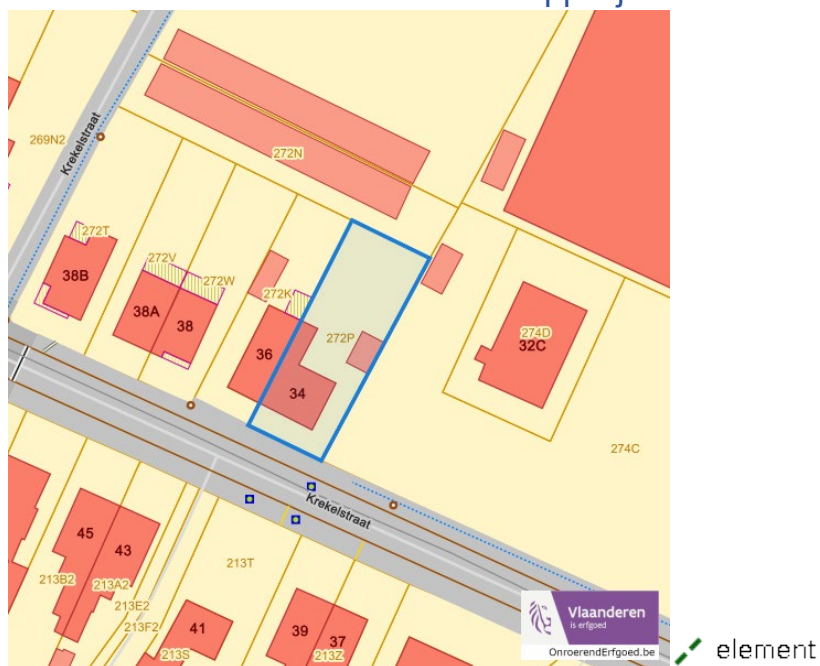 Krekelstraat
269N2
272N
272T
38B
272V
272W
38A
38
272K
36
272P
34
274D
32C
274C
Krekelstraat
45
43
213T
213B2
213A2
213E2
213F2
41
39
37
213S
213Z
Vlaanderen
is erfgoed
OnroerendErfgoed.be
element